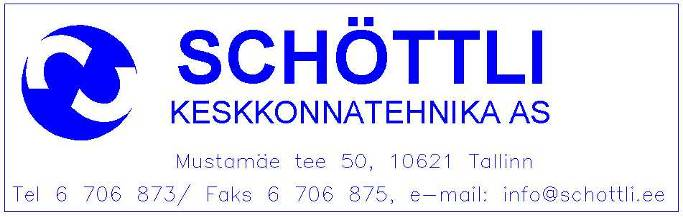 SCHÖTTLI
KESKKONNATEHNIKA AS
Mustamäe tee 50, 10621 Tallinn
Tel 6 706 873/ Faks 6 706 875, e-mail: info@schottli.ee